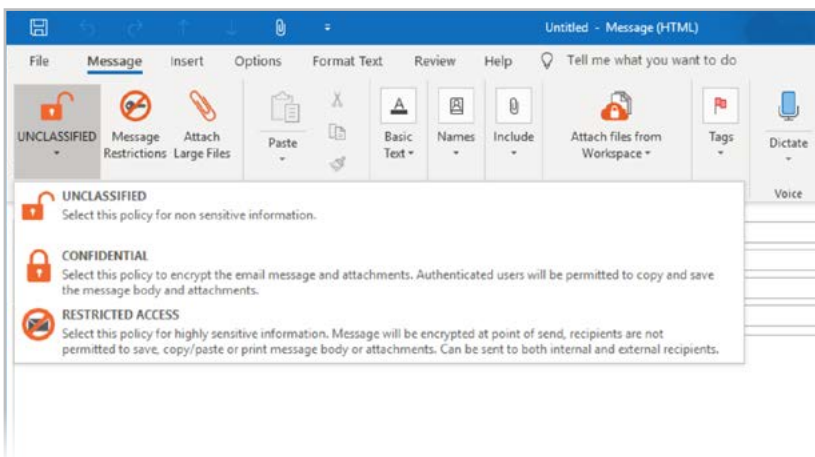 Untitled - Message (HTML)
File Message Insert Options Format Text Review Help Tell me what you want to do
UNCLASSIFIED
Message Restrictions
Attach Large Files
Paste
Basic Text
Names
Include
Attach files from Workspace
Tags
Dictate
Voice
UNCLASSIFIED
Select this policy for non sensitive information.
CONFIDENTIAL
Select this policy to encrypt the email message and attachments. Authenticated users will be permitted to copy and save
the message body and attachments.
RESTRICTED ACCESS
Select this policy for highly sensitive information. Message will be encrypted at point of send, recipients are not
permitted to save, copy/paste or print message body or attachments. Can be sent to both internal and external recipients.